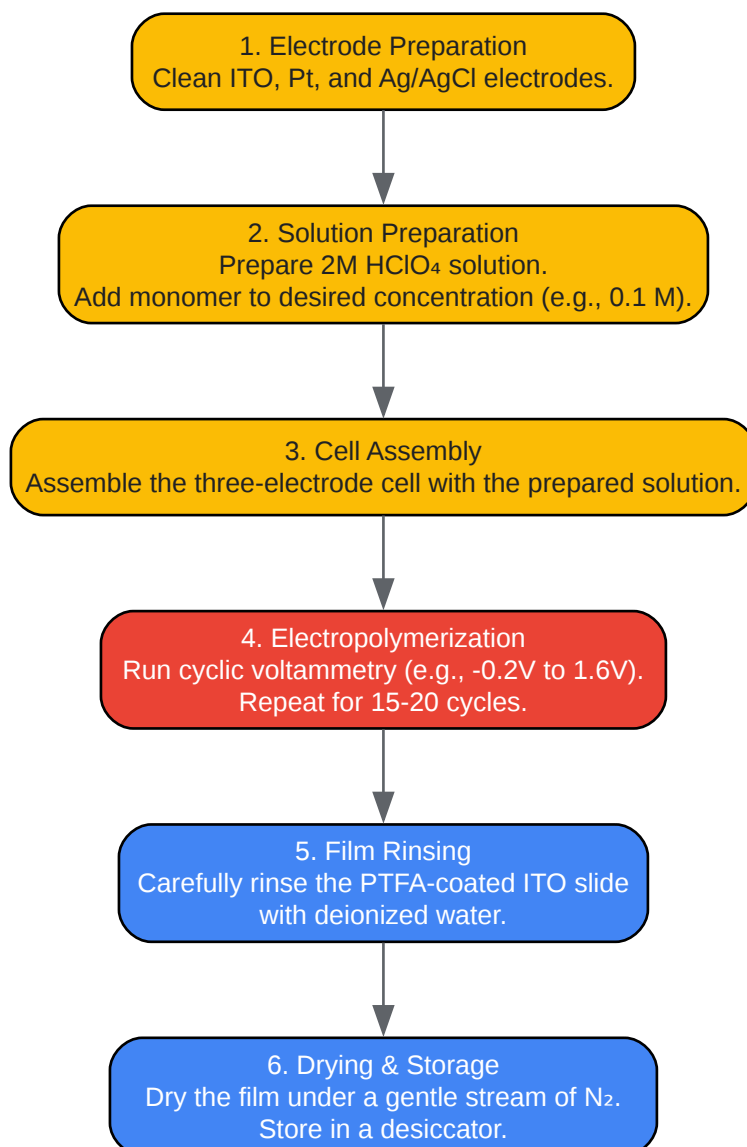 1. Electrode Preparation
Clean ITO, Pt, and Ag/AgCl electrodes.
2. Solution Preparation
Prepare 2M HClO₄ solution.
Add monomer to desired concentration (e.g., 0.1 M).
3. Cell Assembly
Assemble the three-electrode cell with the prepared solution.
4. Electropolymerization
Run cyclic voltammetry (e.g., -0.2V to 1.6V).
Repeat for 15-20 cycles.
5. Film Rinsing
Carefully rinse the PTFA-coated ITO slide
with deionized water.
6. Drying & Storage
Dry the film under a gentle stream of N₂.
Store in a desiccator.